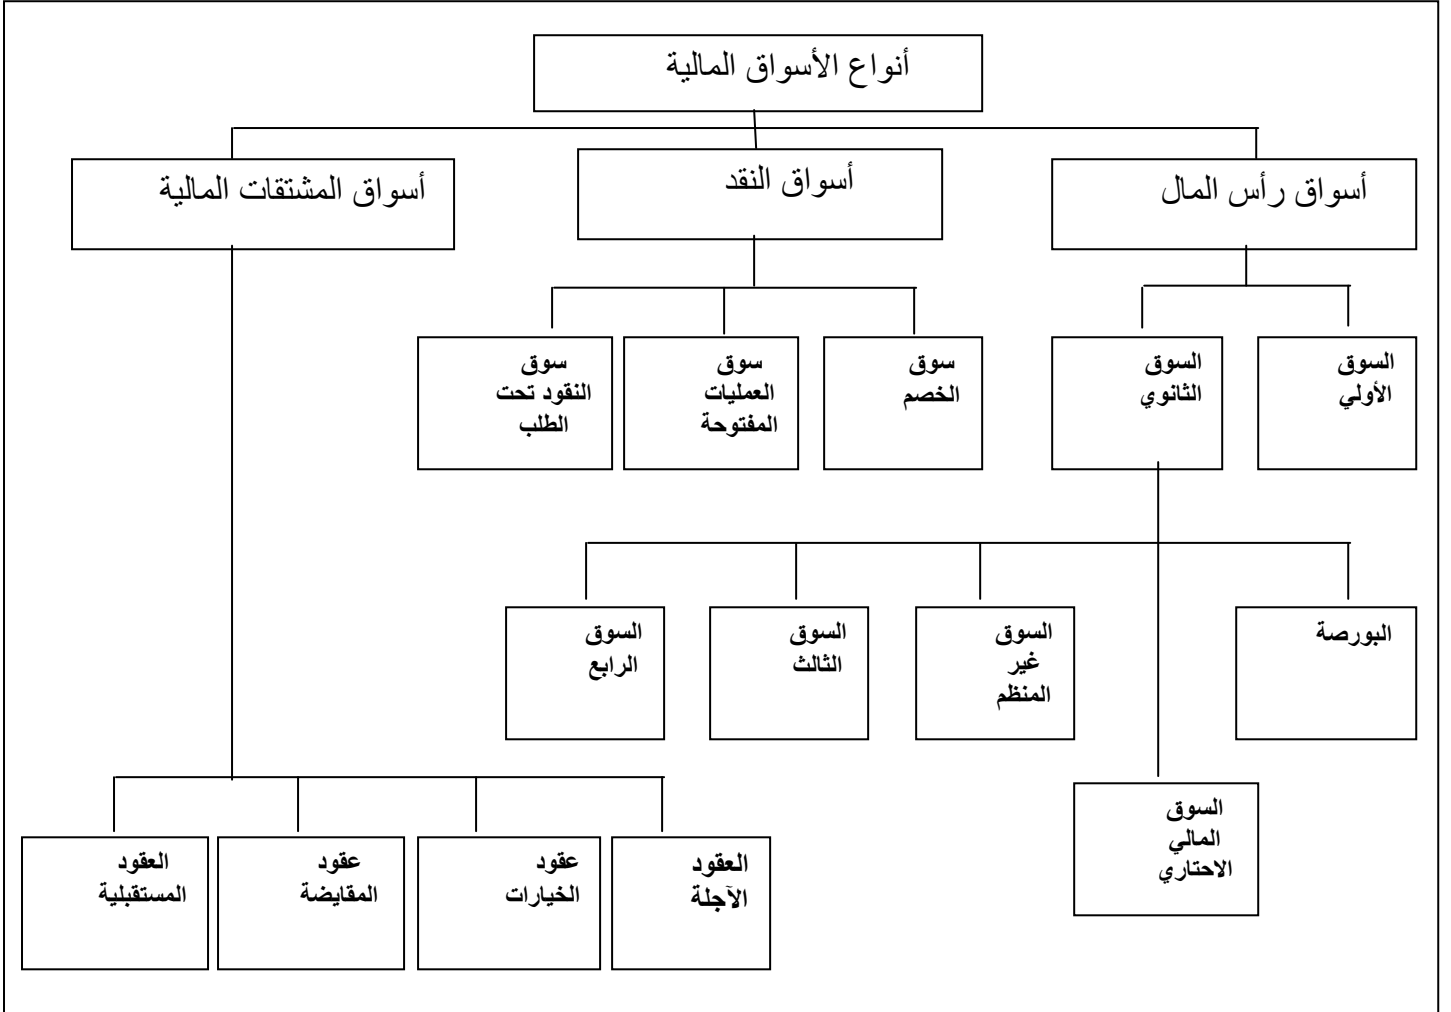 أنواع الأسواق المالية
أسواق رأس المال
أسواق النقد
أسواق المشتقات المالية
السوق
الأولي
السوق
الثانوي
سوق
الخصم
سوق
العمليات
المفتوحة
سوق
النقود تحت
الطلب
البورصة
السوق
غير
المنظم
السوق
الثالث
السوق
الرابع
السوق
المالي
الاحتاري
العقود
الآجلة
عقود
الخيارات
عقود
المقايضة
العقود
المستقبلية